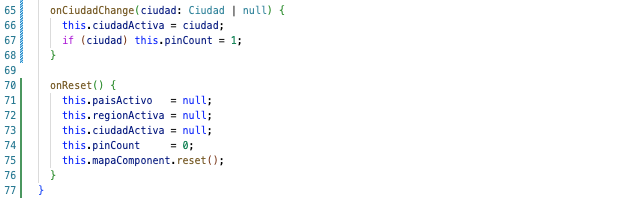 65 onCiudadChange(ciudad: Ciudad | null) {
66 this.ciudadActiva = ciudad;
67 if (ciudad) this.pinCount = 1;
68 }
69
70 onReset() {
71 this.paisActivo   = null;
72 this.regionActiva = null;
73 this.ciudadActiva = null;
74 this.pinCount     = 0;
75 this.mapaComponent.reset();
76 }
77 }